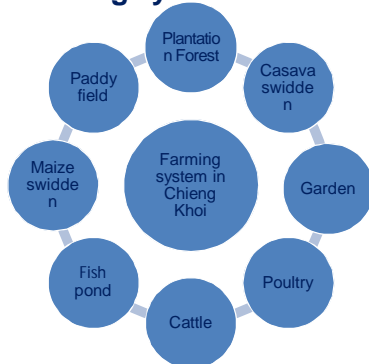 Plantatio
n Forest
Casava
swidde
n
Garden
Poultry
Cattle
Fish
pond
Maize
swidde
n
Paddy
field
Farming
system in
Chieng
Khoi